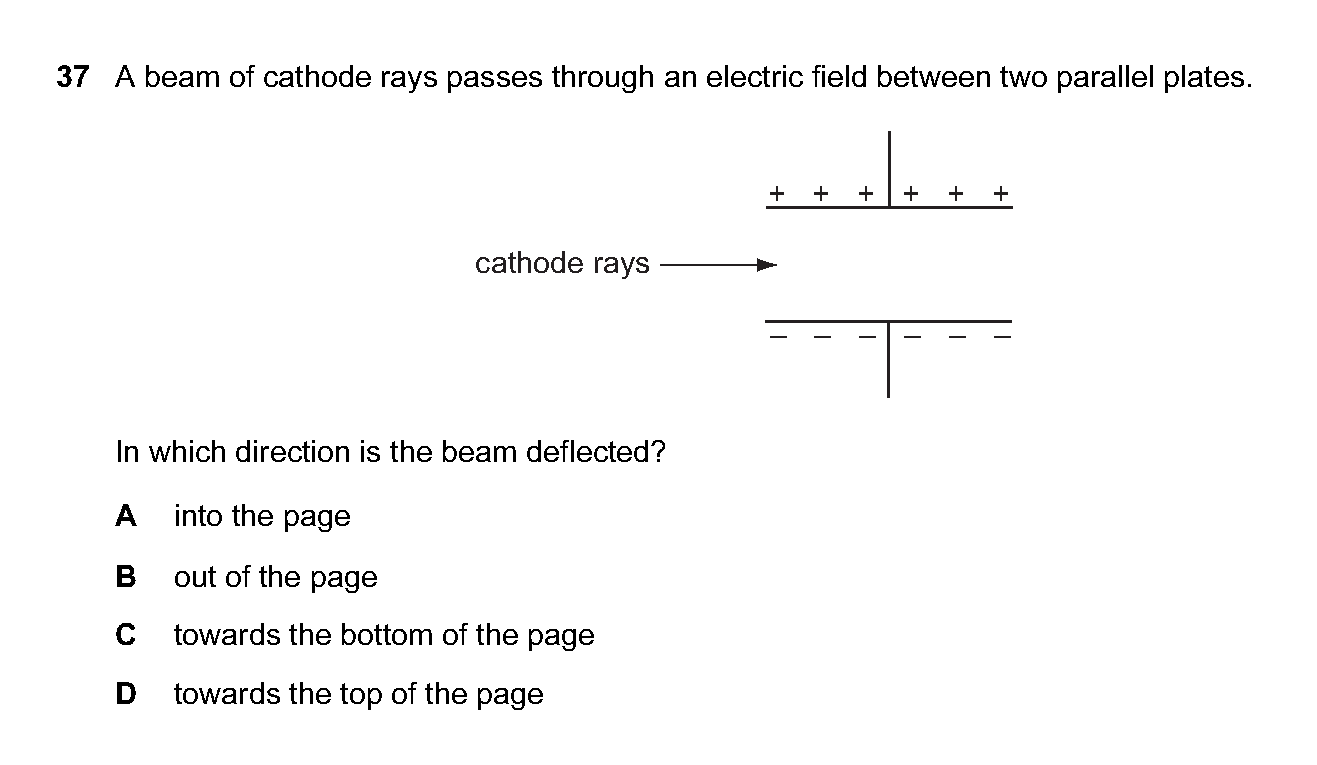 37 A beam of cathode rays passes through an electric field between two parallel plates.
+ + + + + +
cathode rays
– – – – – –
In which direction is the beam deflected?
A into the page
B out of the page
C towards the bottom of the page
D towards the top of the page